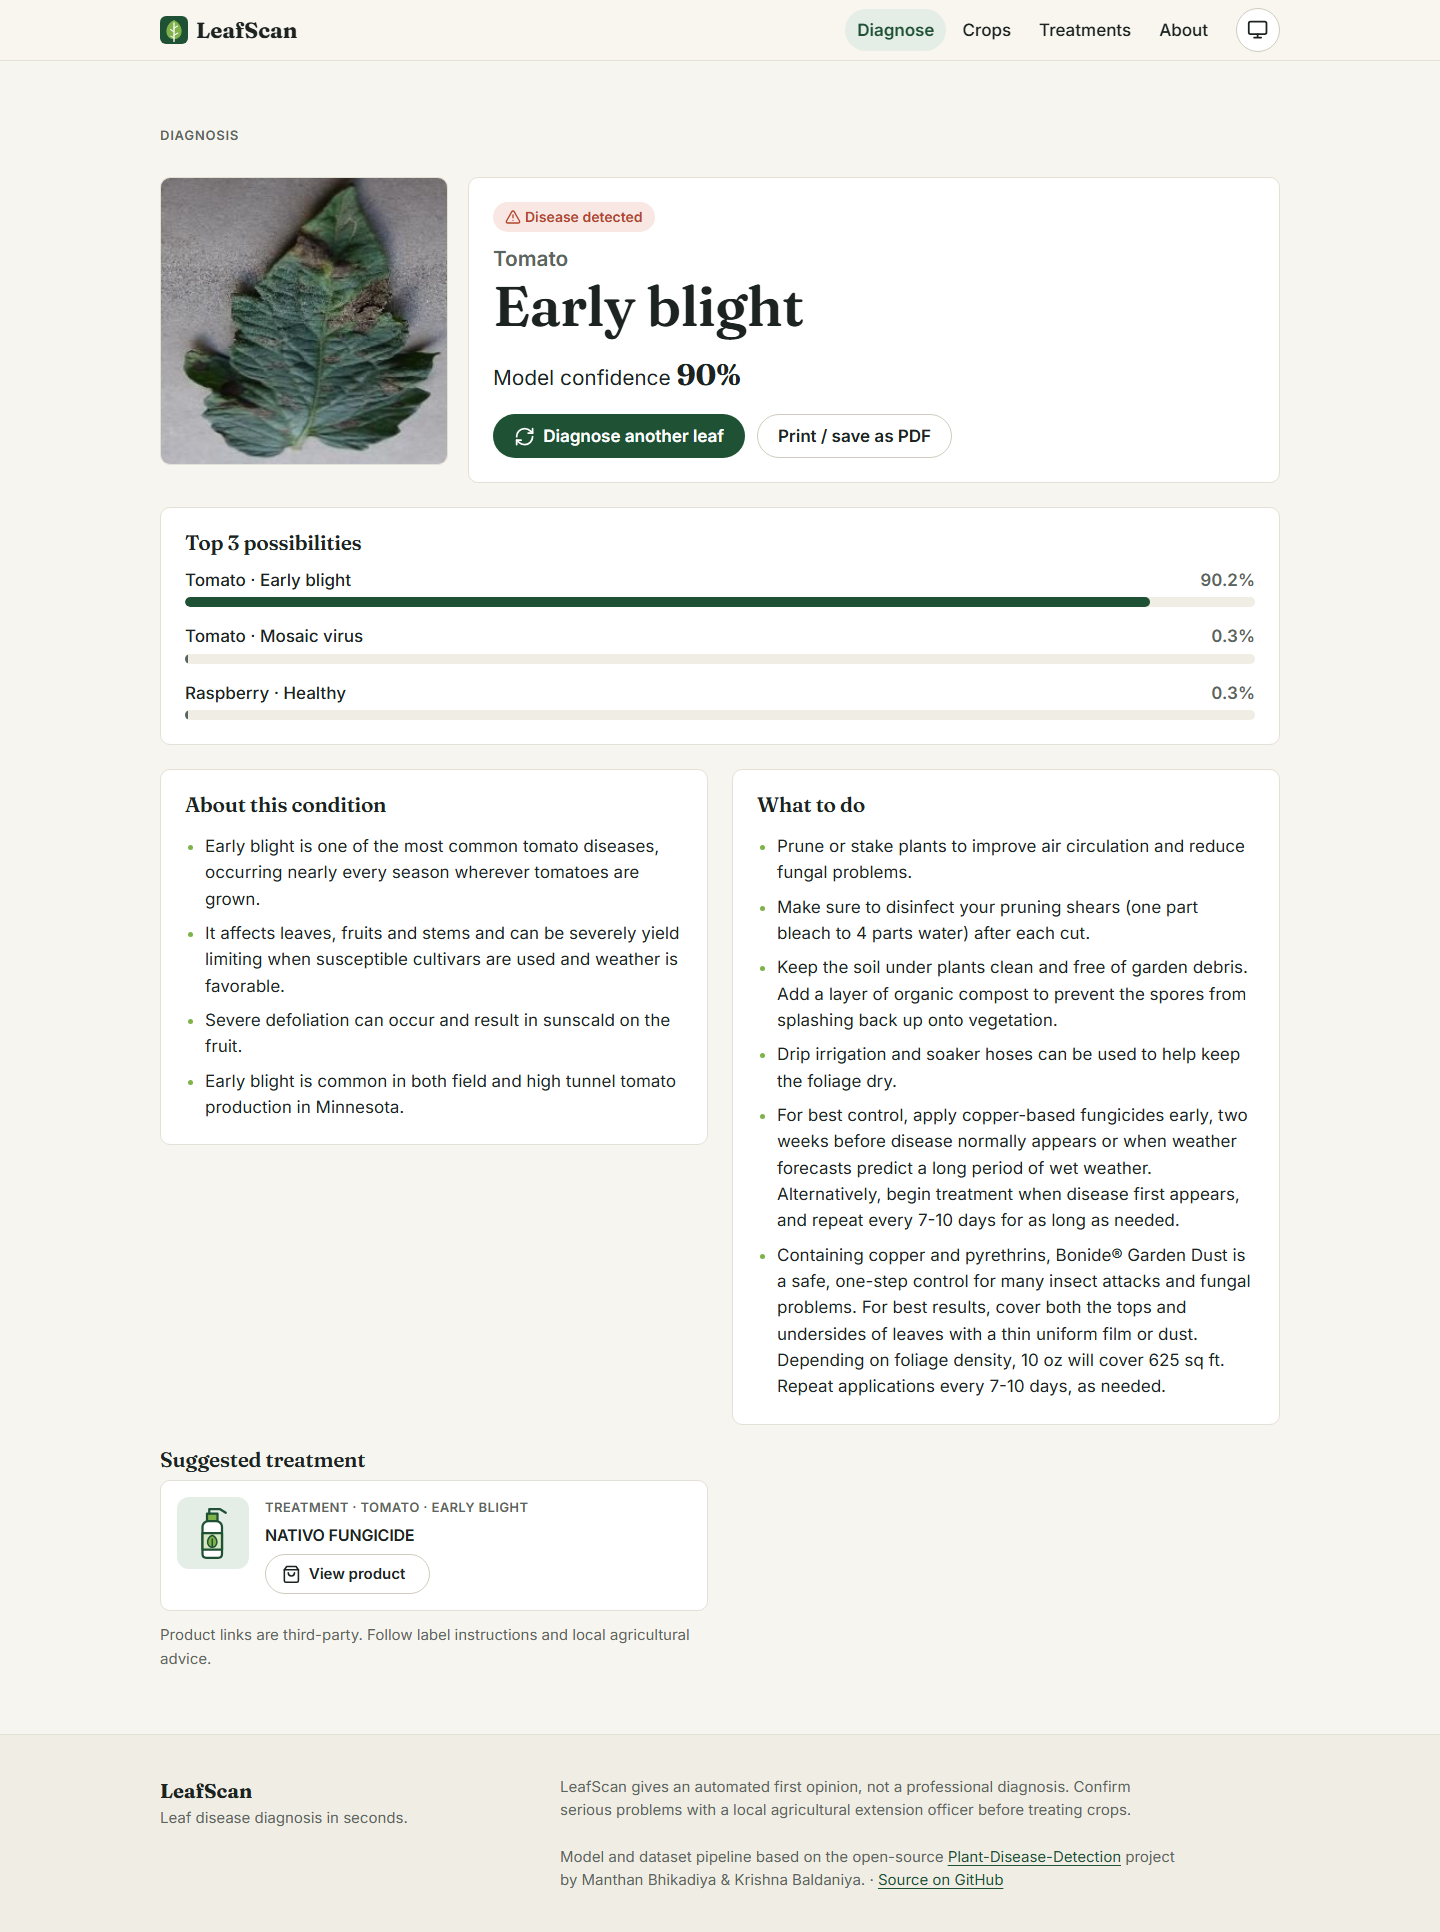 LeafScan
Diagnose
Crops
Treatments
About
DIAGNOSIS
Disease detected
Tomato
Early blight
Model confidence 90%
Diagnose another leaf
Print / save as PDF
Top 3 possibilities
Tomato · Early blight
90.2%
Tomato · Mosaic virus
0.3%
Raspberry · Healthy
0.3%
About this condition
Early blight is one of the most common tomato diseases,
occurring nearly every season wherever tomatoes are
grown.
It affects leaves, fruits and stems and can be severely yield
limiting when susceptible cultivars are used and weather is
favorable.
Severe defoliation can occur and result in sunscald on the
fruit.
Early blight is common in both field and high tunnel tomato
production in Minnesota.
What to do
Prune or stake plants to improve air circulation and reduce
fungal problems.
Make sure to disinfect your pruning shears (one part
bleach to 4 parts water) after each cut.
Keep the soil under plants clean and free of garden debris.
Add a layer of organic compost to prevent the spores from
splashing back up onto vegetation.
Drip irrigation and soaker hoses can be used to help keep
the foliage dry.
For best control, apply copper-based fungicides early, two
weeks before disease normally appears or when weather
forecasts predict a long period of wet weather.
Alternatively, begin treatment when disease first appears,
and repeat every 7-10 days for as long as needed.
Containing copper and pyrethrins, Bonide® Garden Dust is
a safe, one-step control for many insect attacks and fungal
problems. For best results, cover both the tops and
undersides of leaves with a thin uniform film or dust.
Depending on foliage density, 10 oz will cover 625 sq ft.
Repeat applications every 7-10 days, as needed.
Suggested treatment
TREATMENT · TOMATO · EARLY BLIGHT
NATIVO FUNGICIDE
View product
Product links are third-party. Follow label instructions and local agricultural
advice.
LeafScan
Leaf disease diagnosis in seconds.
LeafScan gives an automated first opinion, not a professional diagnosis. Confirm
serious problems with a local agricultural extension officer before treating crops.
Model and dataset pipeline based on the open-source Plant-Disease-Detection project
by Manthan Bhikadiya & Krishna Baldaniya. · Source on GitHub